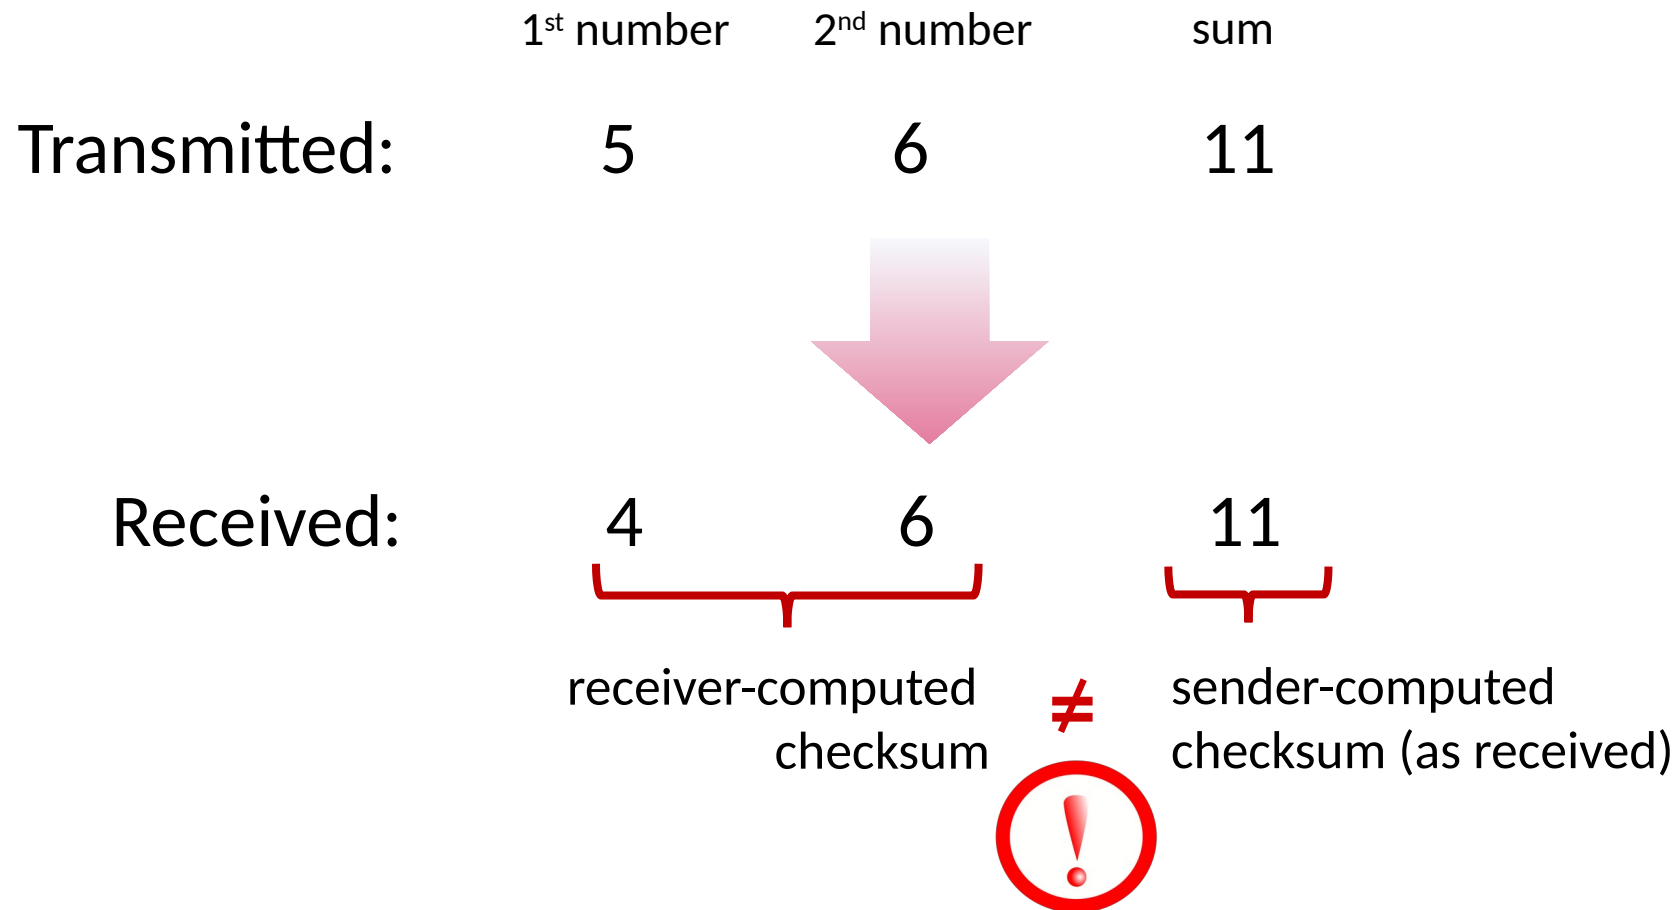 1st number 2nd number sum
Transmitted: 5 6 11
Received: 4 6 11
receiver-computed ≠ sender-computed
checksum checksum (as received)
!